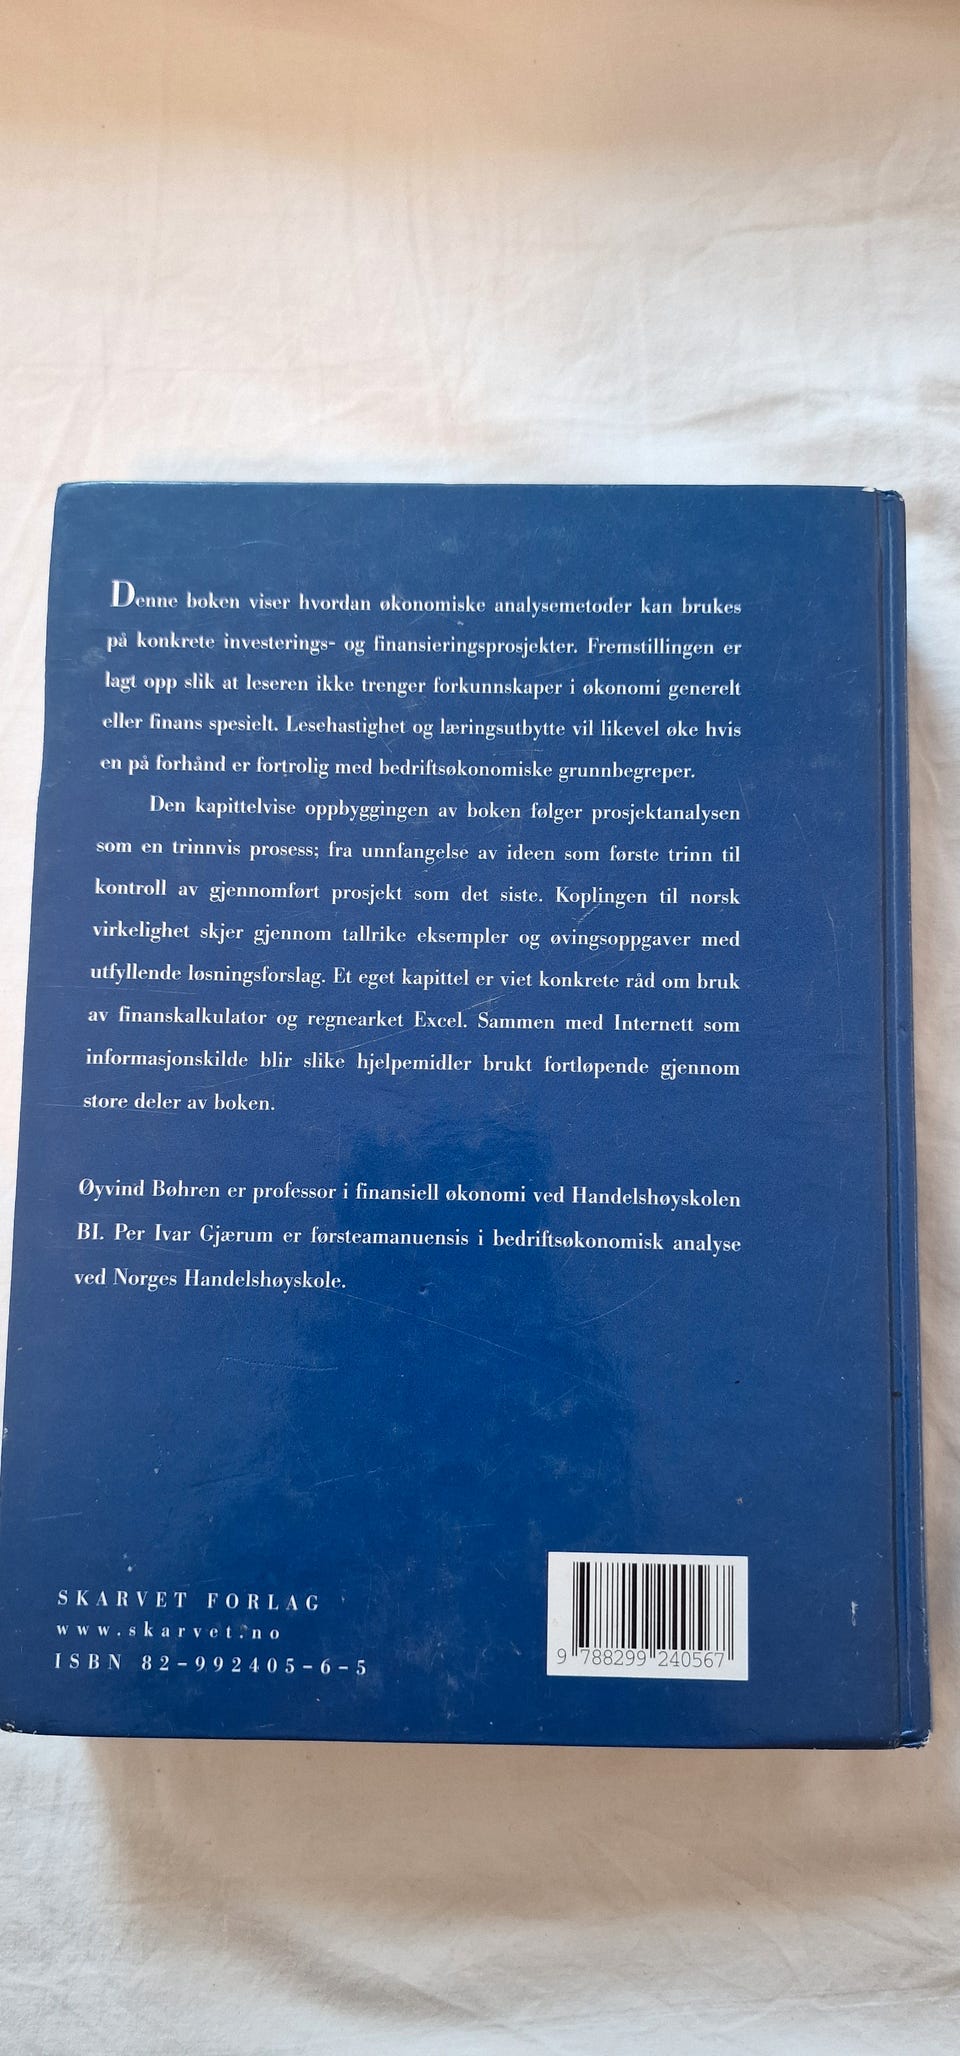 Denne boken viser hvordan økonomiske analysemetoder kan brukes
på konkrete investerings- og finansieringsprosjekter. Fremstillingen er
lagt opp slik at leseren ikke trenger forkunnskaper i økonomi generelt
eller finans spesielt. Lesehastighet og læringsutbytte vil likevel øke hvis
en på forhånd er fortrolig med bedriftsøkonomiske grunnbegreper.
Den kapittelvise oppbyggingen av boken følger prosjektanalysen
som en trinnvis prosess; fra unnfangelse av ideen som første trinn til
kontroll av gjennomført prosjekt som det siste. Koplingen til norsk
virkelighet skjer gjennom tallrike eksempler og øvingsoppgaver med
utfyllende løsningsforslag. Et eget kapittel er viet konkrete råd om bruk
av finanskalkulator og regnearket Excel. Sammen med Internett som
informasjonskilde blir slike hjelpemidler brukt fortløpende gjennom
store deler av boken.
Øyvind Bøhren er professor i finansiell økonomi ved Handelshøyskolen
BI. Per Ivar Gjærum er førsteamanuensis i bedriftsøkonomisk analyse
ved Norges Handelshøyskole.
SKARVET FORLAG
www.skarvet.no
ISBN 82-992405-6-5
9 788299 240567